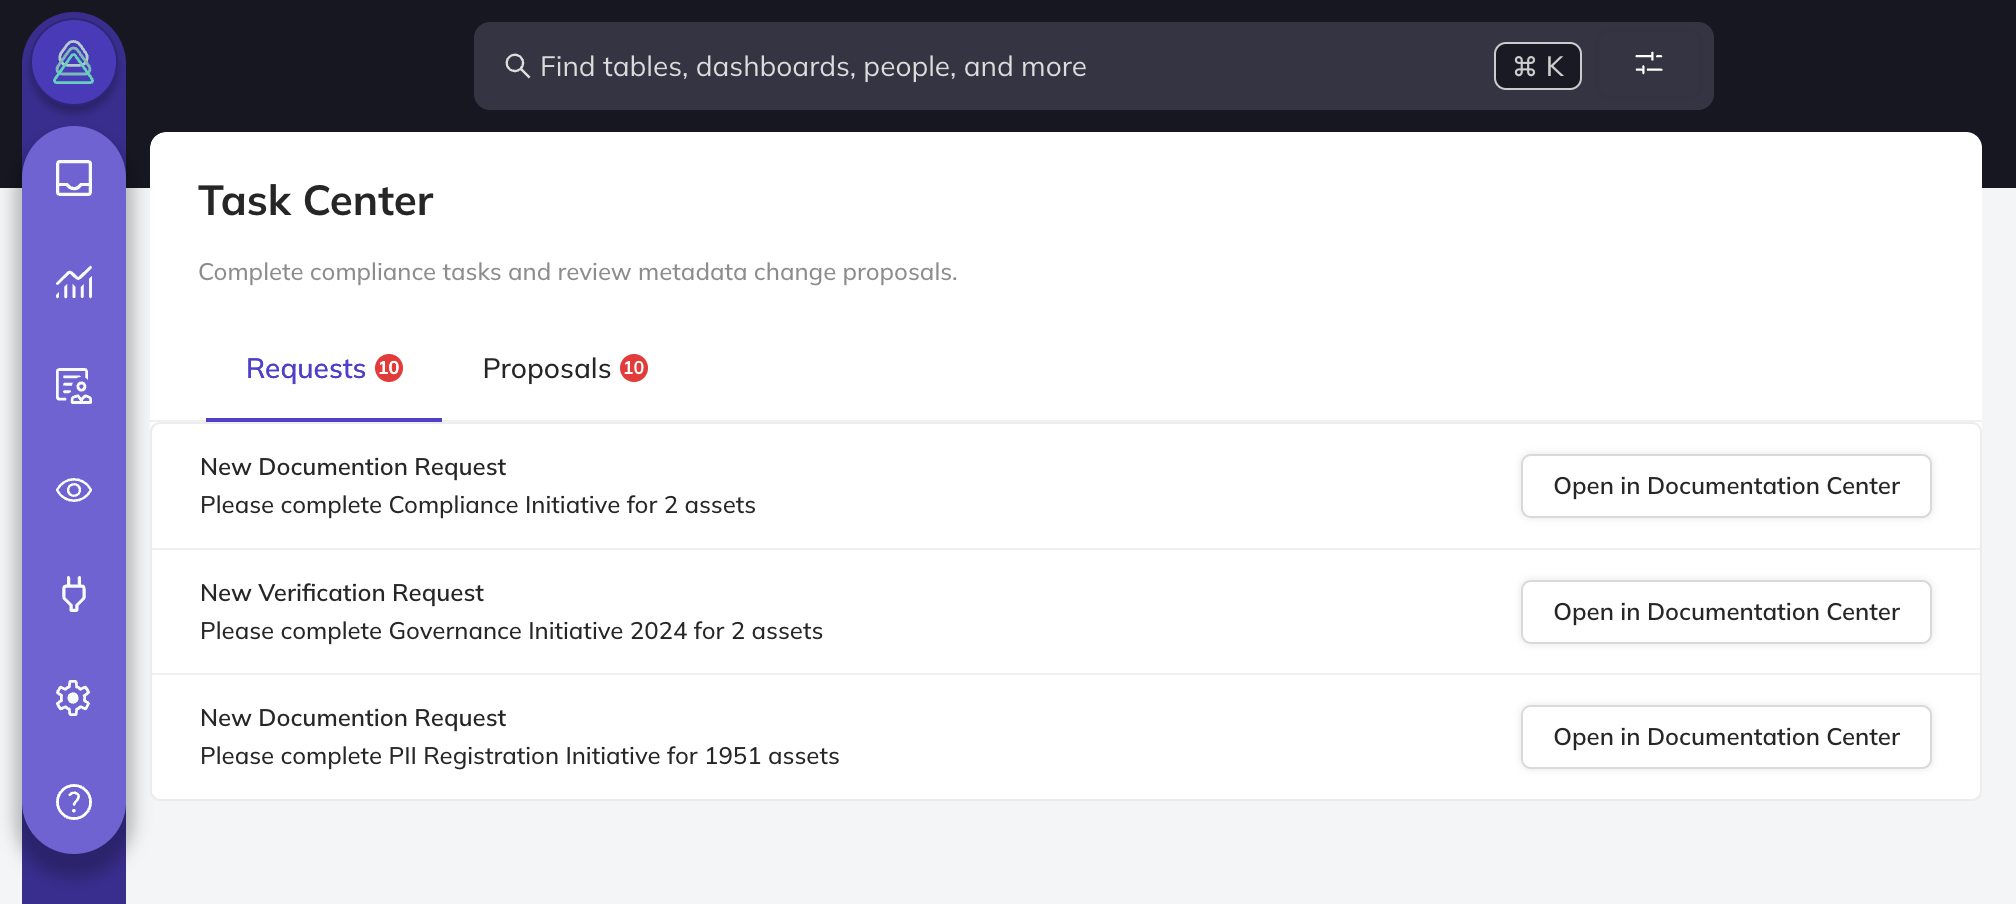 Find tables, dashboards, people, and more
⌘ K
Task Center
Complete compliance tasks and review metadata change proposals.
Requests 10 Proposals 10
New Documention Request
Please complete Compliance Initiative for 2 assets
Open in Documentation Center
New Verification Request
Please complete Governance Initiative 2024 for 2 assets
Open in Documentation Center
New Documention Request
Please complete PII Registration Initiative for 1951 assets
Open in Documentation Center